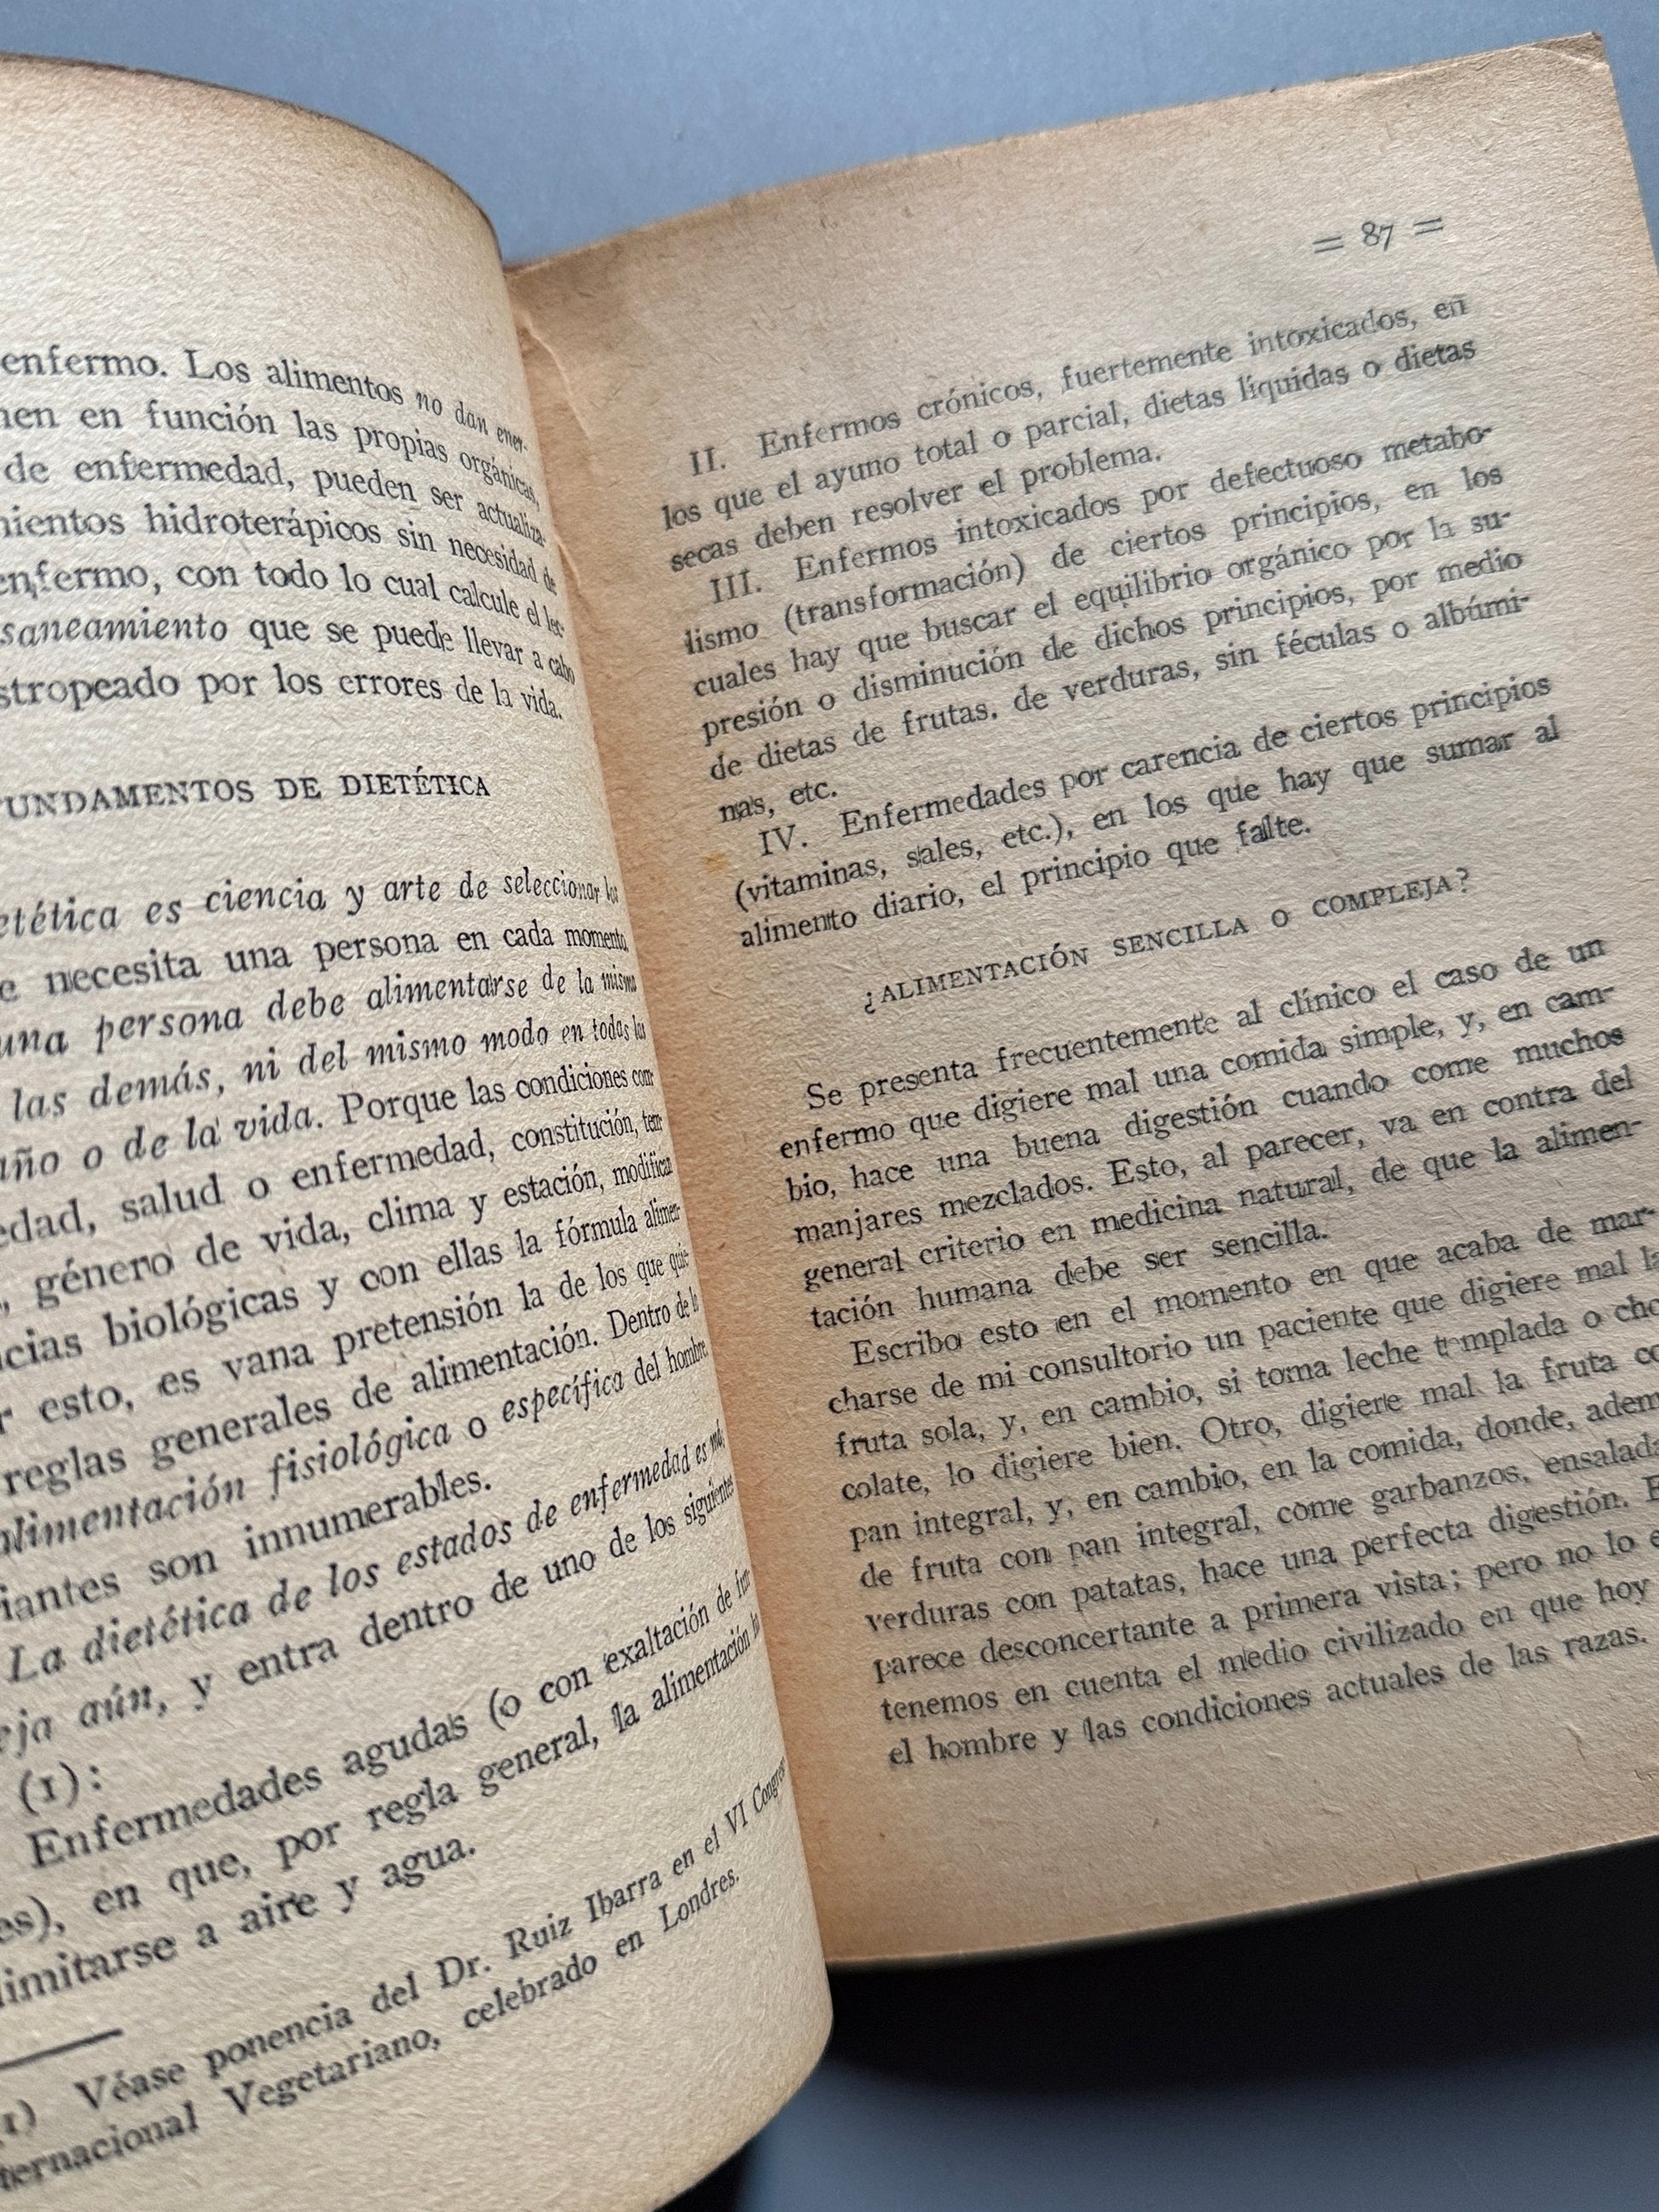 enfermo. Los alimentos no dan ener-
en función las propias orgánicas,
de enfermedad, pueden ser actualiza-
hidroterápicos sin necesidad de
enfermo, con todo lo cual calcule el lec-
saneamiento que se puede llevar a cabo
stropeado por los errores de la vida.
FUNDAMENTOS DE DIETÉTICA
es ciencia y arte de seleccionar los
necesita una persona en cada momento
una persona debe alimentarse de la misma
las demás, ni del mismo modo en todas las
o de la vida. Porque las condiciones com-
edad, salud o enfermedad, constitución, tem-
género de vida, clima y estación, modifican
biológicas y con ellas la fórmula alimen-
esto, es vana pretensión la de los que quie-
reglas generales de alimentación. Dentro de la
alimentación fisiológica o específica del hombre
son innumerables.
La dietética de los estados de enfermedad es má
aún, y entra dentro de uno de los siguientes
(1):
Enfermedades agudas (o con exaltación de fun-
es), en que, por regla general, la alimentación ha
limitarse a aire y agua.
(1) Véase ponencia del Dr. Ruiz Ibarra en el VI Congreso
ternacional Vegetariano, celebrado en Londres.
= 87 =
II. Enfermos crónicos, fuertemente intoxicados, en
los que el ayuno total o parcial, dietas líquidas o dietas
secas deben resolver el problema.
III. Enfermos intoxicados por defectuoso metabo-
lismo (transformación) de ciertos principios, en los
cuales hay que buscar el equilibrio orgánico por la su-
presión o disminución de dichos principios, por medio
de dietas de frutas, de verduras, sin féculas o albúmi-
nas, etc.
IV. Enfermedades por carencia de ciertos principios
(vitaminas, sales, etc.), en los que hay que sumar al
alimento diario, el principio que falte.
¿ALIMENTACIÓN SENCILLA O COMPLEJA?
Se presenta frecuentemente al clínico el caso de un
enfermo que digiere mal una comida simple, y, en cam-
bio, hace una buena digestión cuando come muchos
manjares mezclados. Esto, al parecer, va en contra del
general criterio en medicina natural, de que la alimen-
tación humana debe ser sencilla.
Escribo esto en el momento en que acaba de mar-
charse de mi consultorio un paciente que digiere mal la
fruta sola, y, en cambio, si toma leche templada o cho
colate, lo digiere bien. Otro, digiere mal la fruta co
pan integral, y, en cambio, en la comida, donde, adem
de fruta con pan integral, come garbanzos, ensalada
verduras con patatas, hace una perfecta digestión. E
parece desconcertante a primera vista; pero no lo e
tenemos en cuenta el medio civilizado en que hoy
el hombre y las condiciones actuales de las razas.